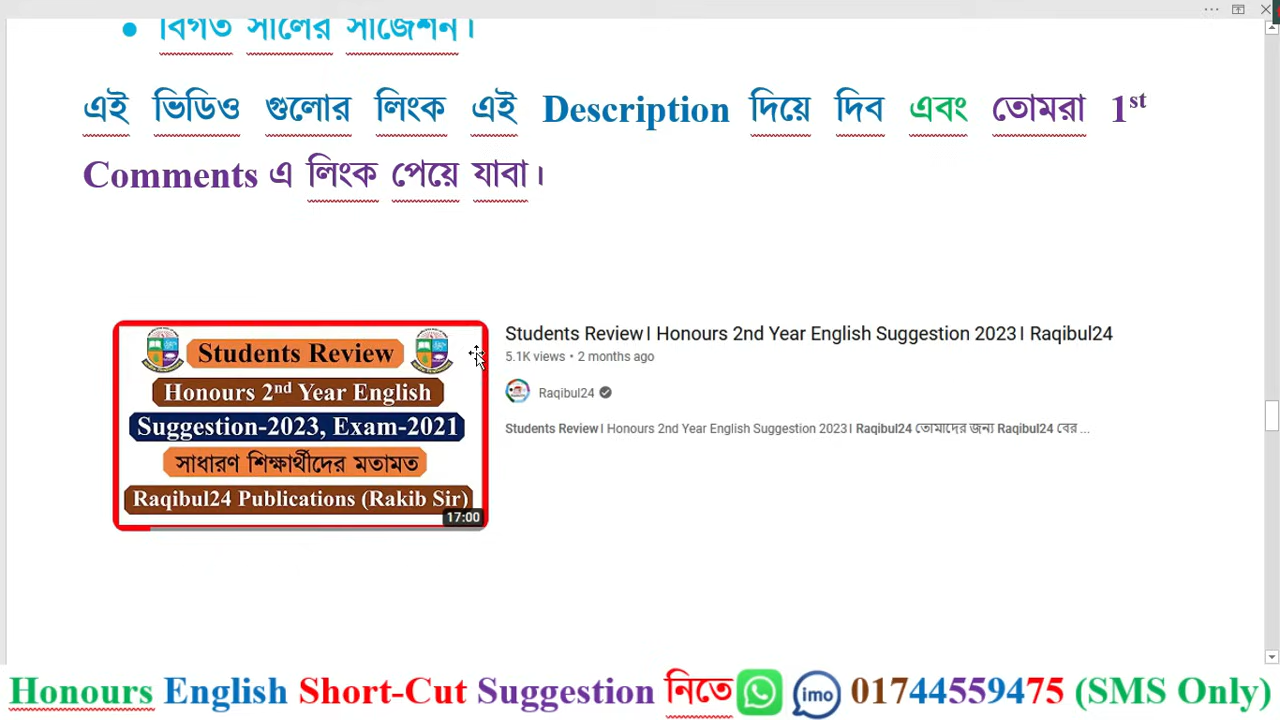 • বিগত সালের সাজেশন।
এই ভিডিও গুলোর লিংক এই Description দিয়ে দিব এবং তোমরা 1st
Comments এ লিংক পেয়ে যাবা।
Students Review
Honours 2nd Year English
Suggestion-2023, Exam-2021
সাধারণ শিক্ষার্থীদের মতামত
Raqibul24 Publications (Rakib Sir)
17:00
Students Review। Honours 2nd Year English Suggestion 2023। Raqibul24
5.1K views • 2 months ago
Raqibul24
Students Review। Honours 2nd Year English Suggestion 2023। Raqibul24 তোমাদের জন্য Raqibul24 বের ...
Honours English Short-Cut Suggestion নিতে imo 01744559475 (SMS Only)